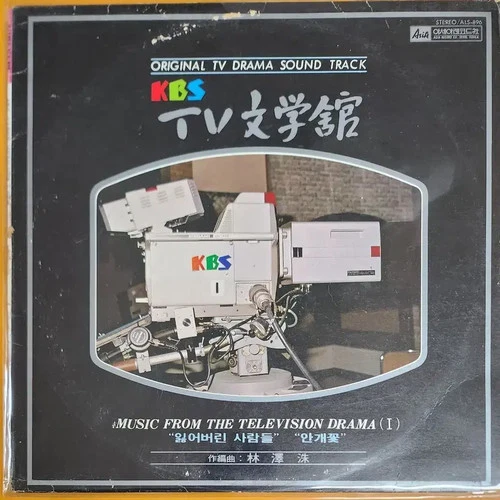 STEREO/ALS-896
AsiA
ORIGINAL TV DRAMA SOUND TRACK
KBS
TV文学舘
KBS
MUSIC FROM THE TELEVISION DRAMA(I)
“잃어버린 사람들” “안개꽃”
作編曲:林澤洙